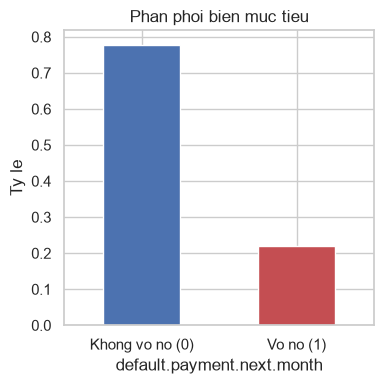 Phan phoi bien muc tieu
Ty le
0.8
0.7
0.6
0.5
0.4
0.3
0.2
0.1
0.0
Khong vo no (0) Vo no (1)
default.payment.next.month